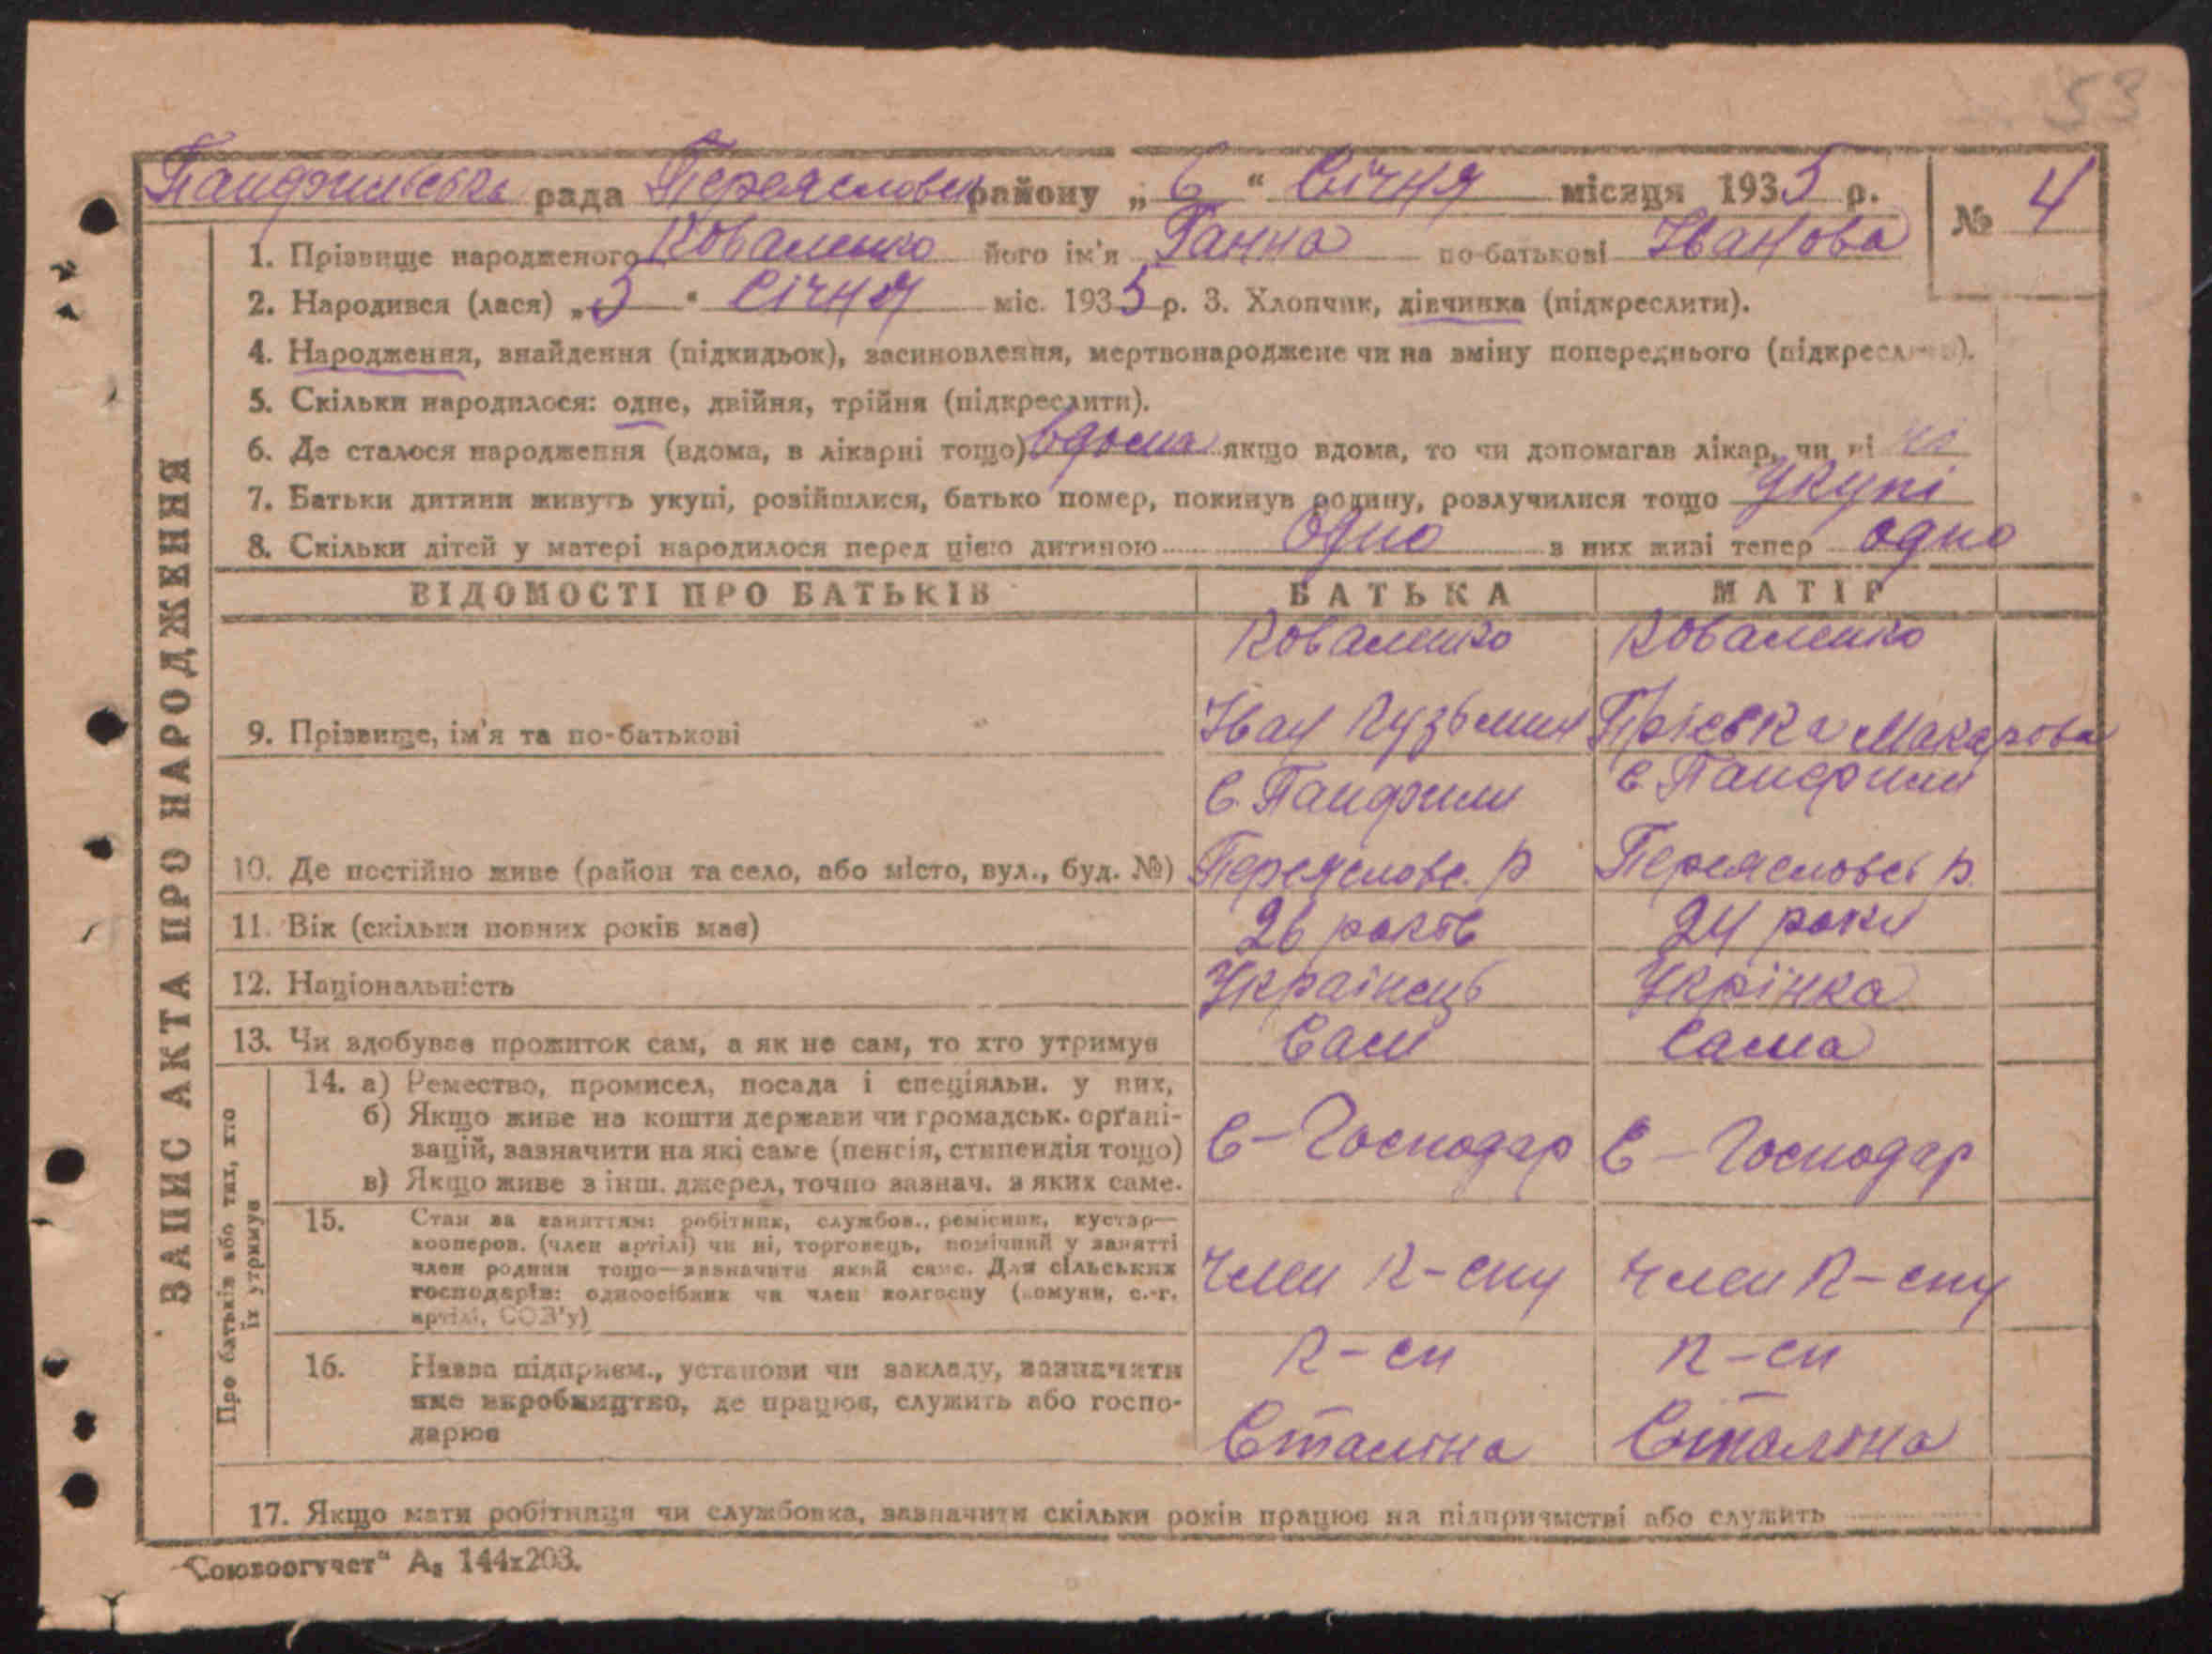 53
Панфильська рада Переясловськ району „ 6 “ Січня місяця 1935 р.
№ 4
1. Прізвище народженого Коваленко його ім'я Ганна по-батькові Іванова
2. Народився (лася) „ 5 “ Січня міс. 1935 р. 3. Хлопчик, дівчинка (підкреслити).
4. Народження, знайдення (підкидьок), засиновлення, мертвонароджене чи на зміну попереднього (підкреслити).
5. Скільки народилося: одне, двійня, трійня (підкреслити).
6. Де сталося народження (вдома, в лікарні тощо) вдома якщо вдома, то чи допомагав лікар, чи ні
7. Батьки дитини живуть укупі, розійшлися, батько помер, покинув родину, розлучилися тощо Укупі
8. Скільки дітей у матері народилося перед цією дитиною одно з них живі тепер одно
ЗАПИС АКТА ПРО НАРОДЖЕННЯ
ВІДОМОСТІ ПРО БАТЬКІВ БАТЬКА МАТІР
Коваленко Коваленко
9. Прізвище, ім'я та по-батькові Іван Кузьмич Пріська Макарова
с. Панфили с. Панфили
10. Де постійно живе (район та село, або місто, вул., буд. №) Переясловс. р Переясловсь р.
11. Вік (скільки повних років має) 26 років 24 роки
12. Національність Українець Укрїнка
13. Чи здобуває прожиток сам, а як не сам, то хто утримує Сам Сама
Про батьків або тих, хто
їх утримує
14. а) Ремество, промисел, посада і спеціяльн. у них,
б) Якщо живе на кошти держави чи громадськ. орґані-
зацій, зазначити на які саме (пенсія, стипендія тощо) С – Господар С – Господар
в) Якщо живе з інш. джерел, точно зазнач. з яких саме.
15. Стан за заняттям: робітник, службов., ремісник, кустар—
кооперов. (член артілі) чи ні, торговець, помічний у занятті
член родини тощо—зазначити який саме. Для сільських
господарів: одноосібник чи член колгоспу (комуни, с.-г.
артілі, СОЗ'у)
Член К-спу Член К-спу
16. Назва підприєм., установи чи закладу, зазначити
яке виробництво, де працює, служить або госпо-
дарює
К-сп К-сп
Сталіна Сталіна
17. Якщо мати робітниця чи службовка, зазначити скільки років працює на підприємстві або служить
„Союзоргучет“ А₅ 144х203.